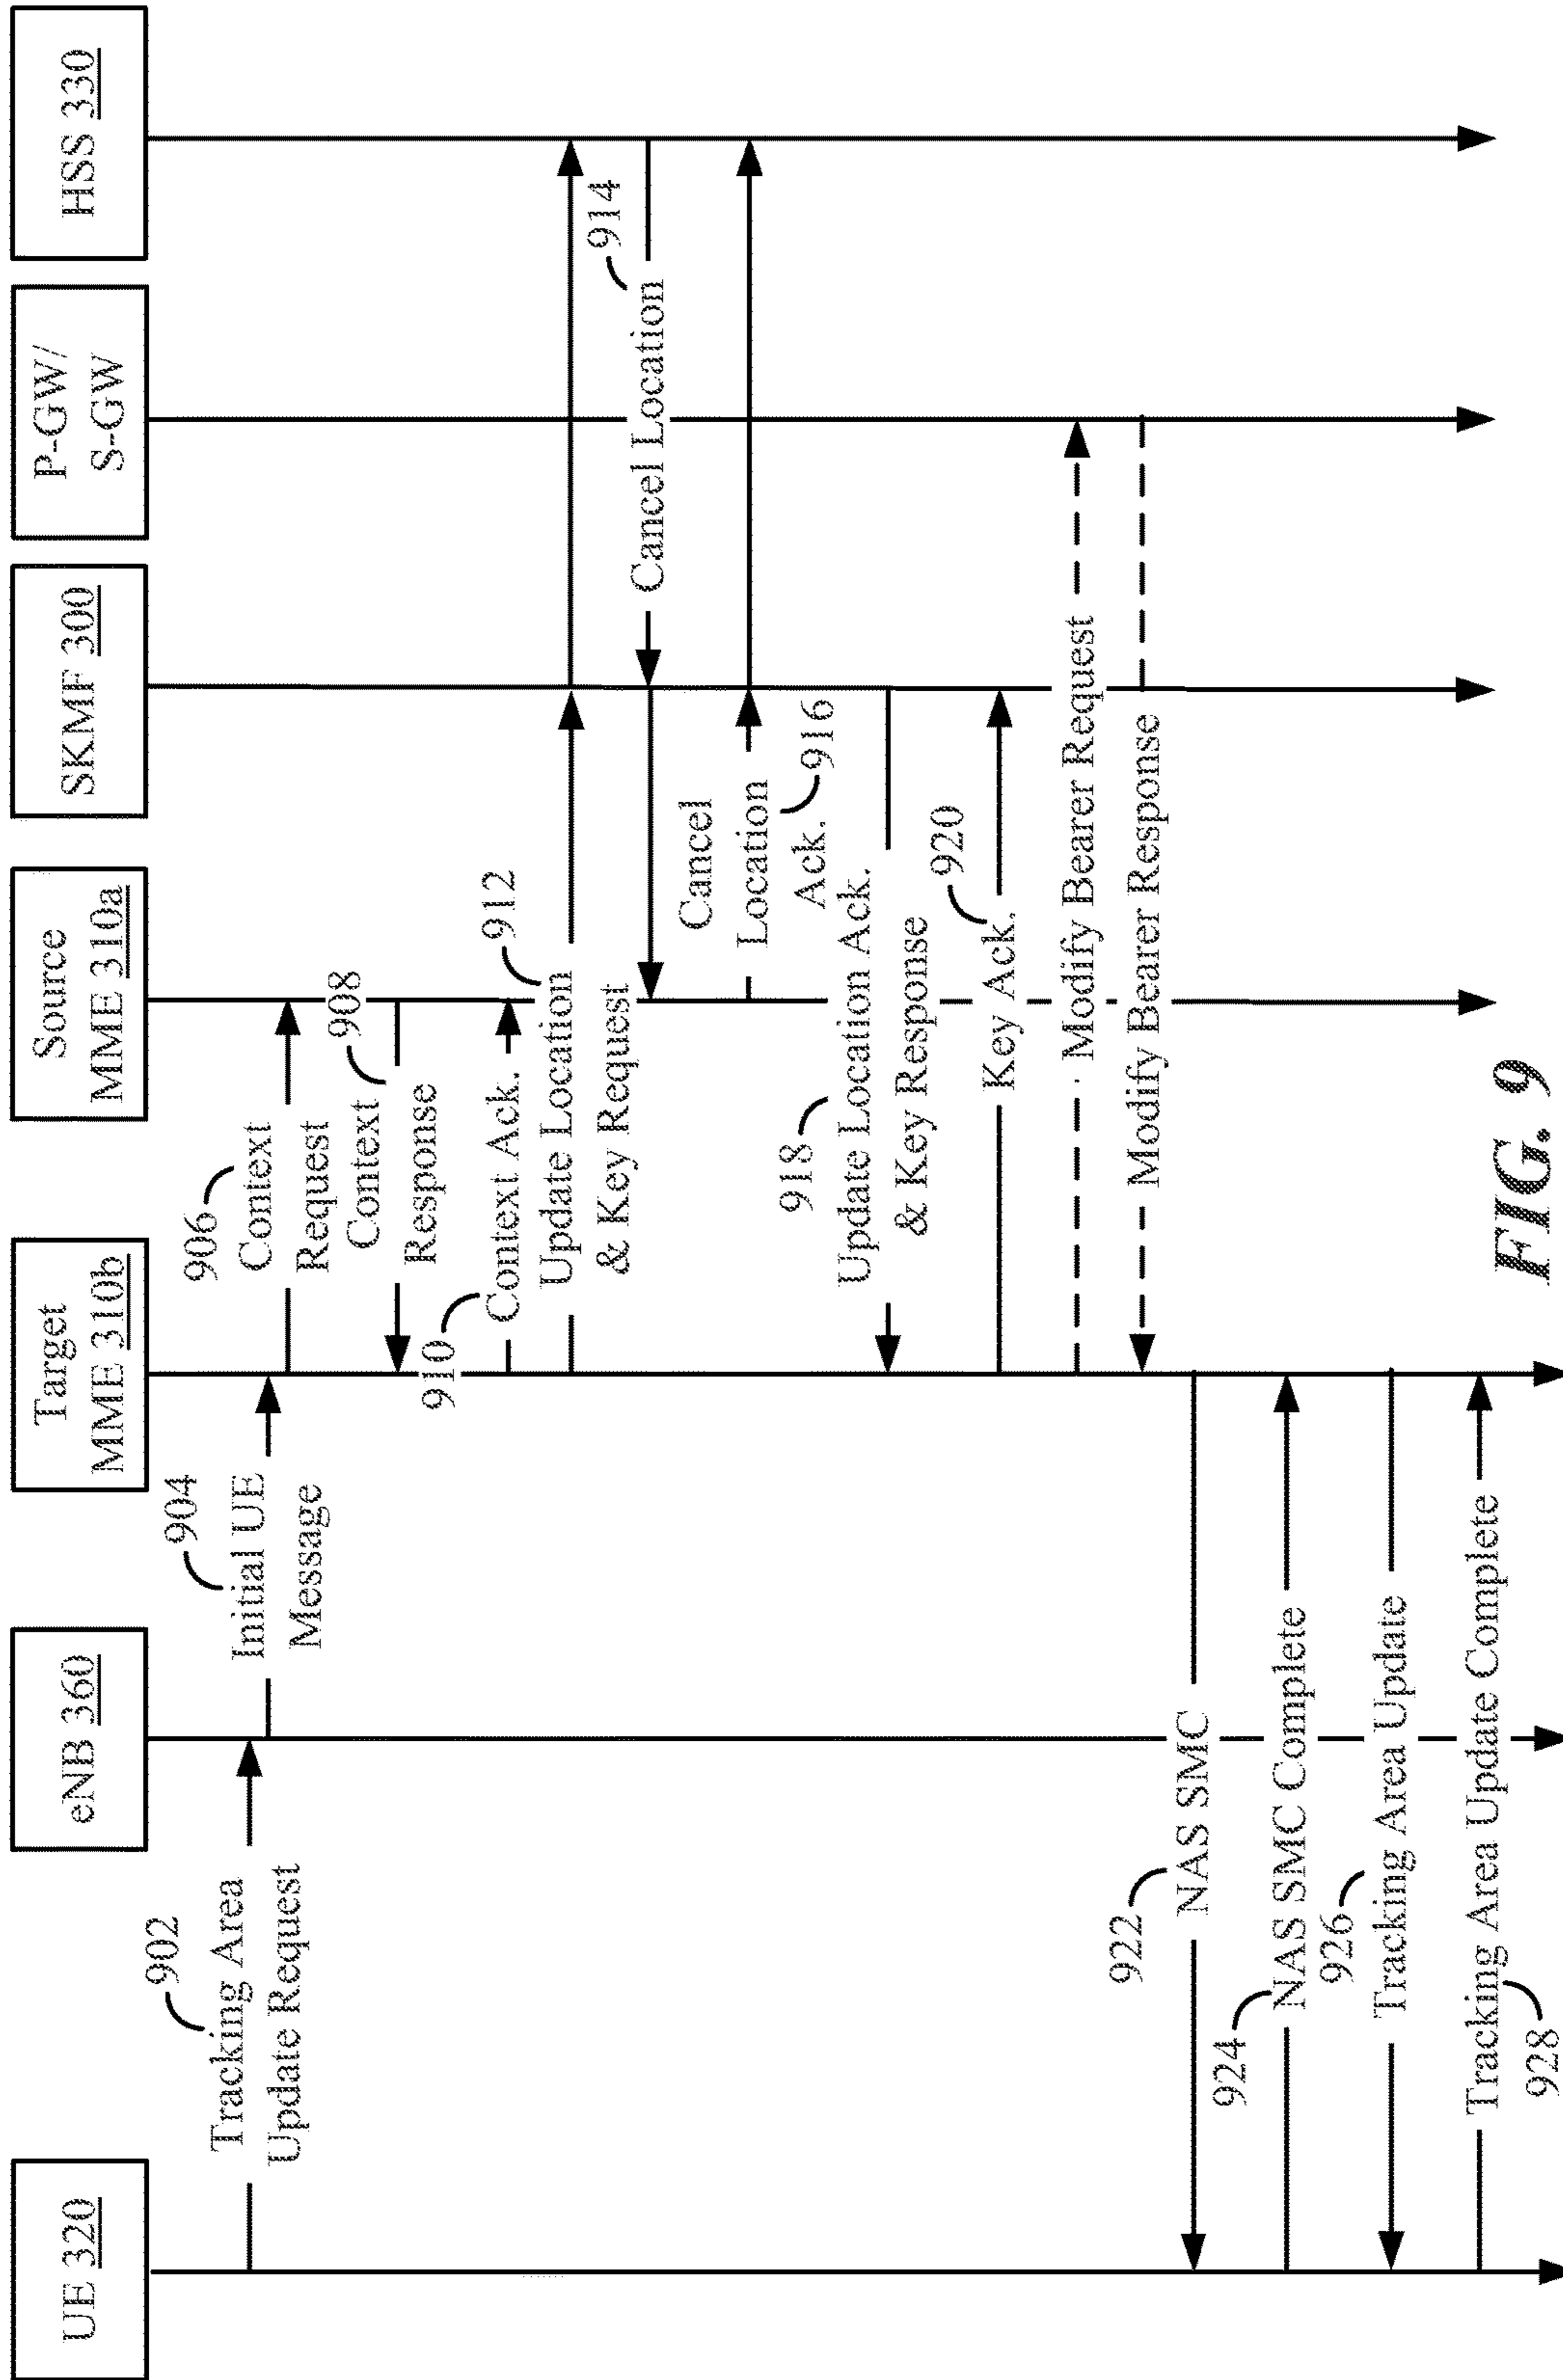 UE 320
eNB 360
Target
MME 310b
Source
MME 310a
SKMF 300
P-GW/
S-GW
HSS 330
902
Tracking Area
Update Request
904
Initial UE
Message
906
Context
Request
908
Context
Response
910
Context Ack.
912
Update Location
& Key Request
914
Cancel Location
Cancel
Location
Ack.
916
918
Update Location Ack.
& Key Response
920
Key Ack.
Modify Bearer Request
Modify Bearer Response
922
NAS SMC
924
NAS SMC Complete
926
Tracking Area Update
Tracking Area Update Complete
928
FIG. 9